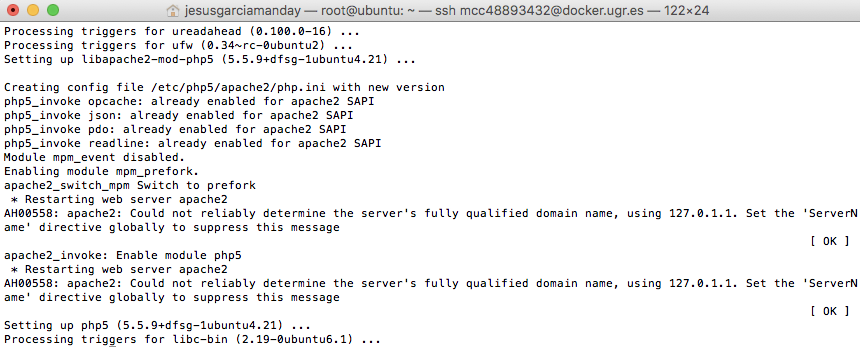 jesusgarciamanday — root@ubuntu: ~ — ssh mcc48893432@docker.ugr.es — 122×24
Processing triggers for ureadahead (0.100.0-16) ...
Processing triggers for ufw (0.34~rc-0ubuntu2) ...
Setting up libapache2-mod-php5 (5.5.9+dfsg-1ubuntu4.21) ...
Creating config file /etc/php5/apache2/php.ini with new version
php5_invoke opcache: already enabled for apache2 SAPI
php5_invoke json: already enabled for apache2 SAPI
php5_invoke pdo: already enabled for apache2 SAPI
php5_invoke readline: already enabled for apache2 SAPI
Module mpm_event disabled.
Enabling module mpm_prefork.
apache2_switch_mpm Switch to prefork
 * Restarting web server apache2
AH00558: apache2: Could not reliably determine the server's fully qualified domain name, using 127.0.1.1. Set the 'ServerN
ame' directive globally to suppress this message
[ OK ]
apache2_invoke: Enable module php5
 * Restarting web server apache2
AH00558: apache2: Could not reliably determine the server's fully qualified domain name, using 127.0.1.1. Set the 'ServerN
ame' directive globally to suppress this message
[ OK ]
Setting up php5 (5.5.9+dfsg-1ubuntu4.21) ...
Processing triggers for libc-bin (2.19-0ubuntu6.1) ...